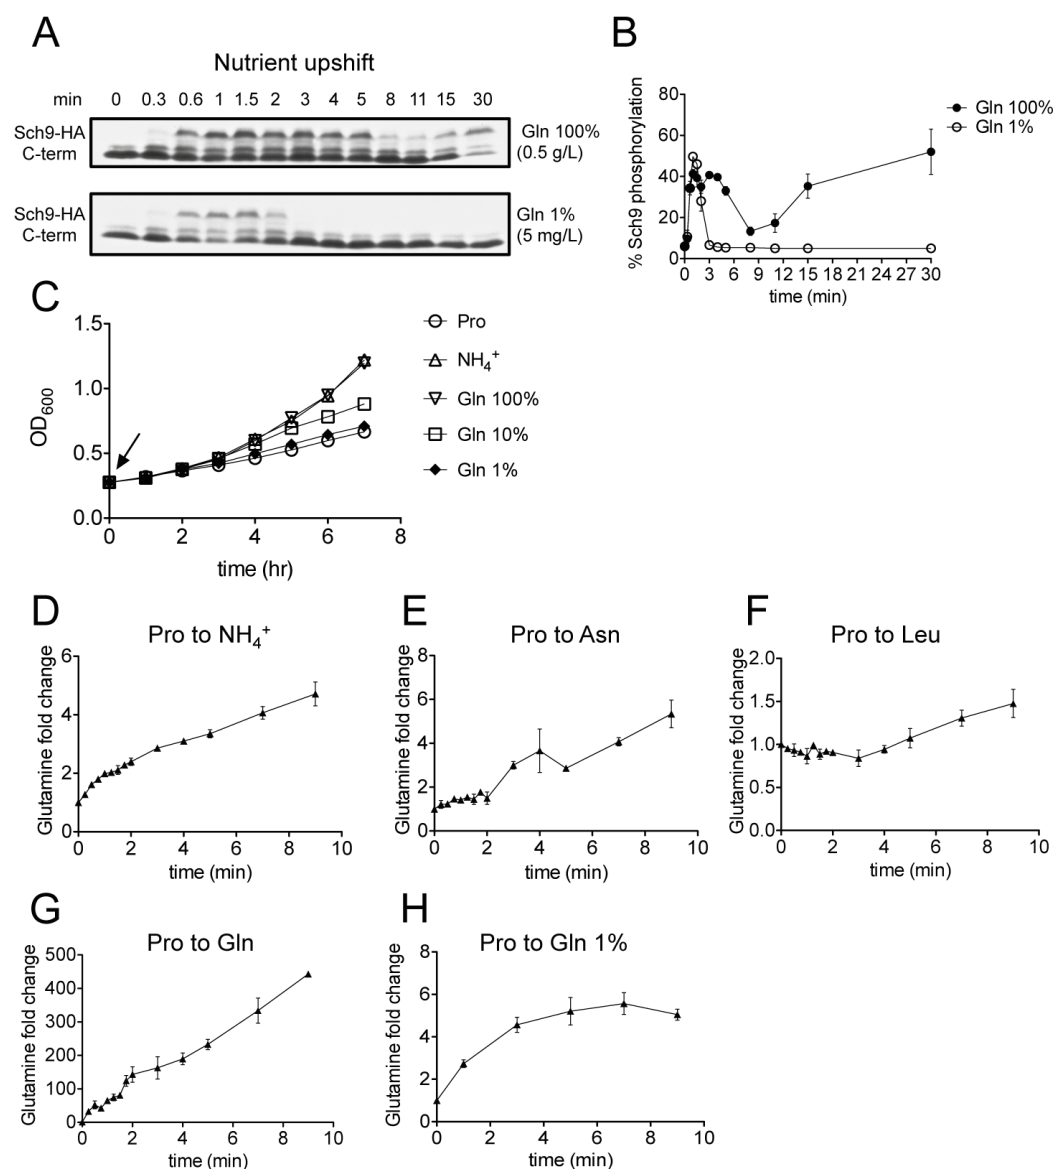 A
Nutrient upshift
min 0 0.3 0.6 1 1.5 2 3 4 5 8 11 15 30
Sch9-HA
C-term
Gln 100%
(0.5 g/L)
Sch9-HA
C-term
Gln 1%
(5 mg/L)
B
% Sch9 phosphorylation
80
60
40
20
0
0 3 6 9 12 15 18 21 24 27 30
time (min)
Gln 100%
Gln 1%
C
OD600
1.5
1.0
0.5
0.0
0 2 4 6 8
time (hr)
Pro
NH4+
Gln 100%
Gln 10%
Gln 1%
D
Pro to NH4+
Glutamine fold change
6
4
2
0
0 2 4 6 8 10
time (min)
E
Pro to Asn
Glutamine fold change
8
6
4
2
0
0 2 4 6 8 10
time (min)
F
Pro to Leu
Glutamine fold change
2.0
1.5
1.0
0.5
0.0
0 2 4 6 8 10
time (min)
G
Pro to Gln
Glutamine fold change
500
400
300
200
100
0
0 2 4 6 8 10
time (min)
H
Pro to Gln 1%
Glutamine fold change
8
6
4
2
0
0 2 4 6 8 10
time (min)